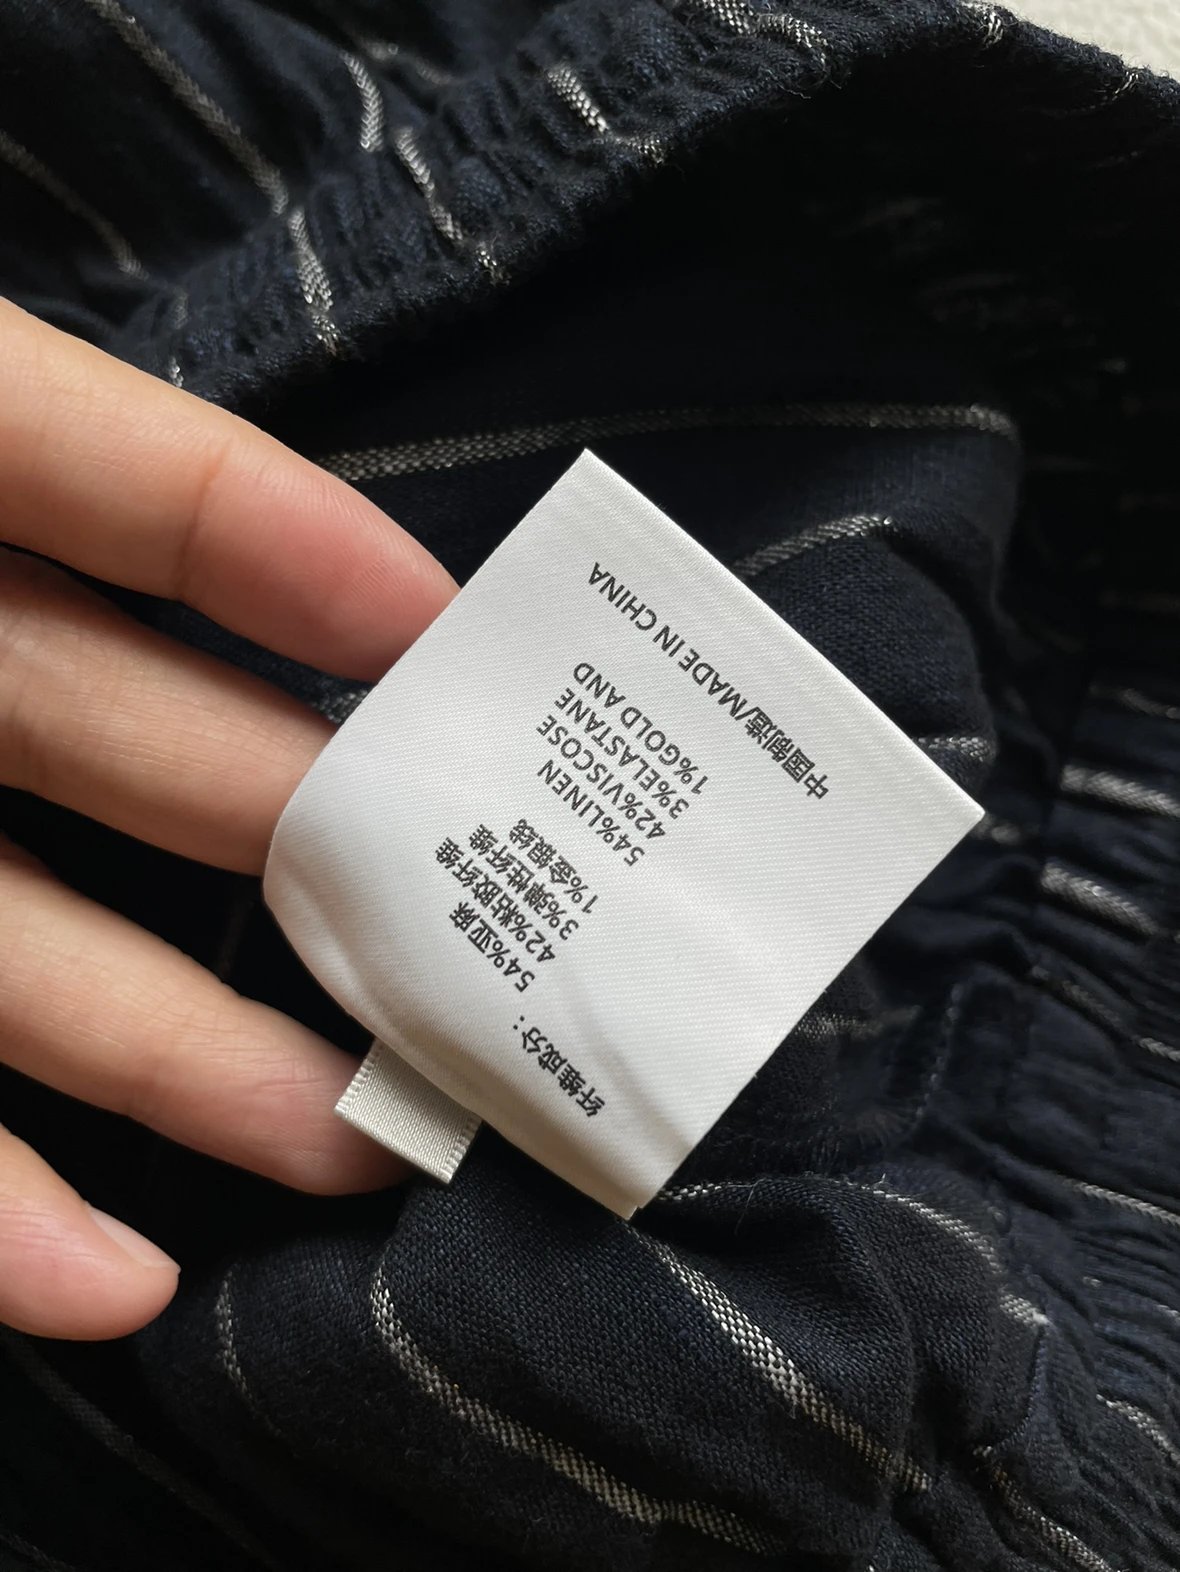 纤维成分：
54%亚麻
42%粘胶纤维
3%弹性纤维
1%金银线
54%LINEN
42%VISCOSE
3%ELASTANE
1%GOLD AND
中国制造/MADE IN CHINA